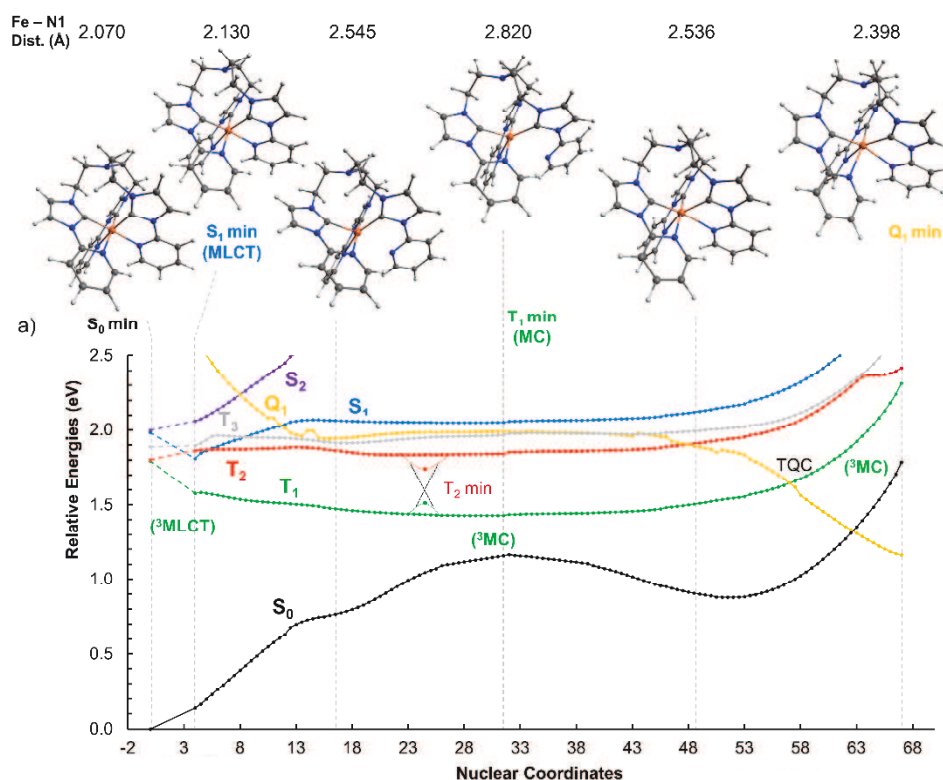 Fe – N1
Dist. (Å)
2.070 2.130 2.545 2.820 2.536 2.398
S₁ min
(MLCT)
Q₁ min
T₁ min
(MC)
S₀ min
a)
Relative Energies (eV)
2.5
2.0
1.5
1.0
0.5
0.0
S₂
Q₁
S₁
T₃
T₂
T₂ min
TQC
T₁
(³MLCT)
(³MC)
(³MC)
S₀
-2 3 8 13 18 23 28 33 38 43 48 53 58 63 68
Nuclear Coordinates